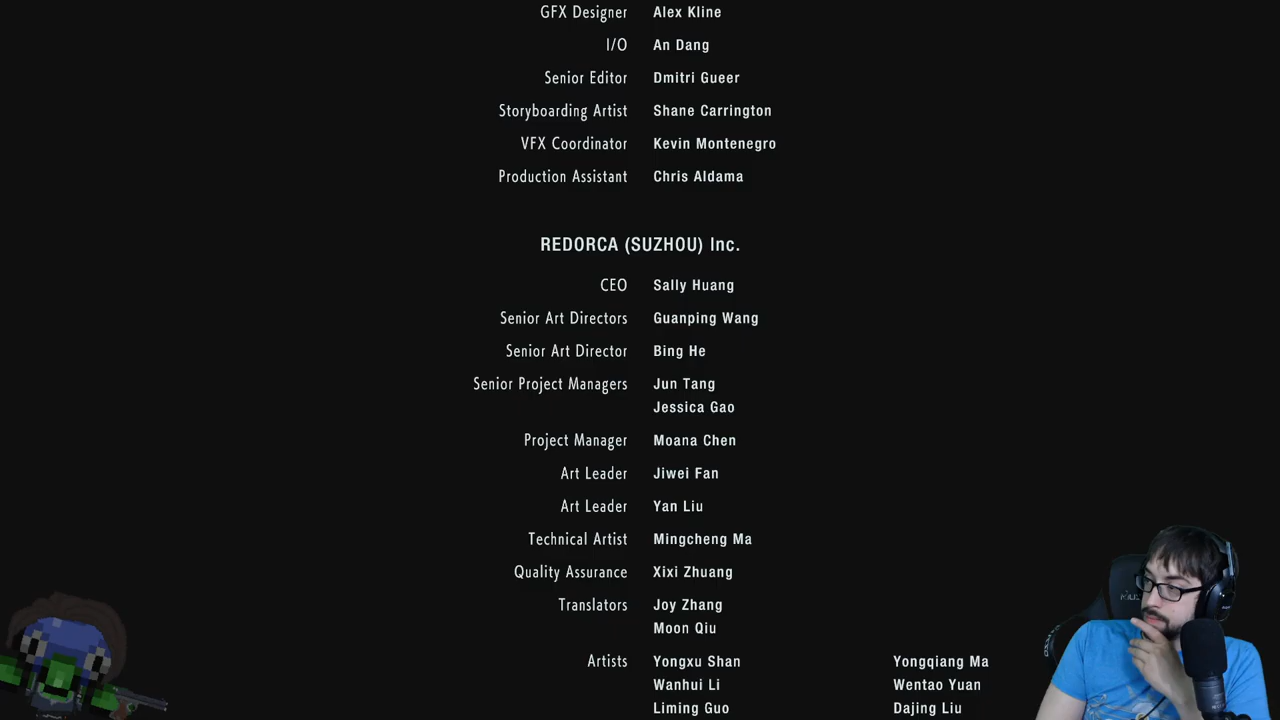 GFX Designer Alex Kline
I/O An Dang
Senior Editor Dmitri Gueer
Storyboarding Artist Shane Carrington
VFX Coordinator Kevin Montenegro
Production Assistant Chris Aldama
REDORCA (SUZHOU) Inc.
CEO Sally Huang
Senior Art Directors Guanping Wang
Senior Art Director Bing He
Senior Project Managers Jun Tang
Jessica Gao
Project Manager Moana Chen
Art Leader Jiwei Fan
Art Leader Yan Liu
Technical Artist Mingcheng Ma
Quality Assurance Xixi Zhuang
Translators Joy Zhang
Moon Qiu
Artists Yongxu Shan Yongqiang Ma
Wanhui Li Wentao Yuan
Liming Guo Dajing Liu